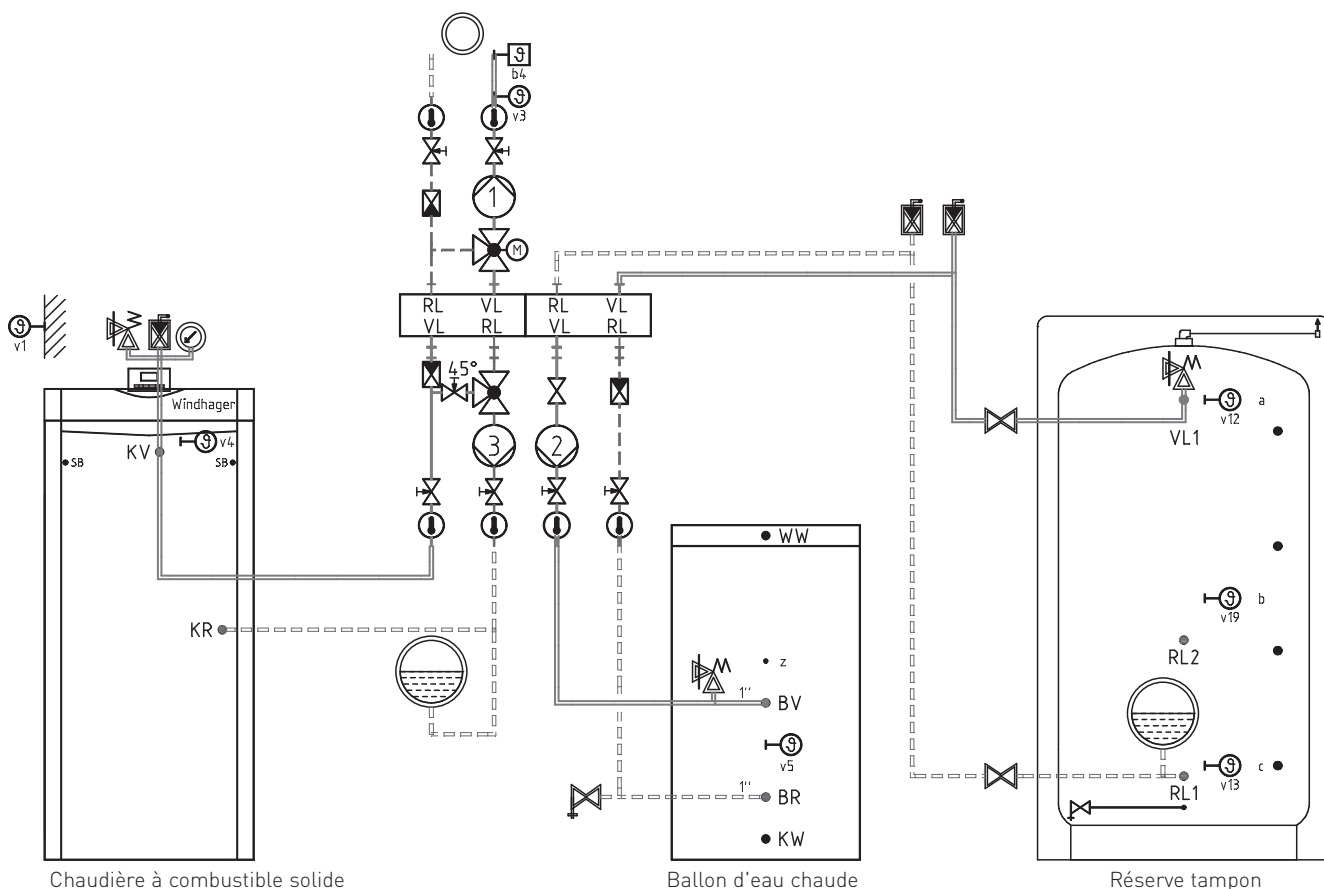 ϑ
b4
ϑ
v3
1
M
RL VL RL VL
VL RL VL RL
ϑ
v1
45°
Windhager
KV
ϑ v4
SB SB
3 2
ϑ a
v12
VL1
WW
KR
ϑ b
v19
z
RL2
1'' BV
ϑ
v5
ϑ c
v13
1'' BR
RL1
KW
Chaudière à combustible solide
Ballon d'eau chaude
Réserve tampon